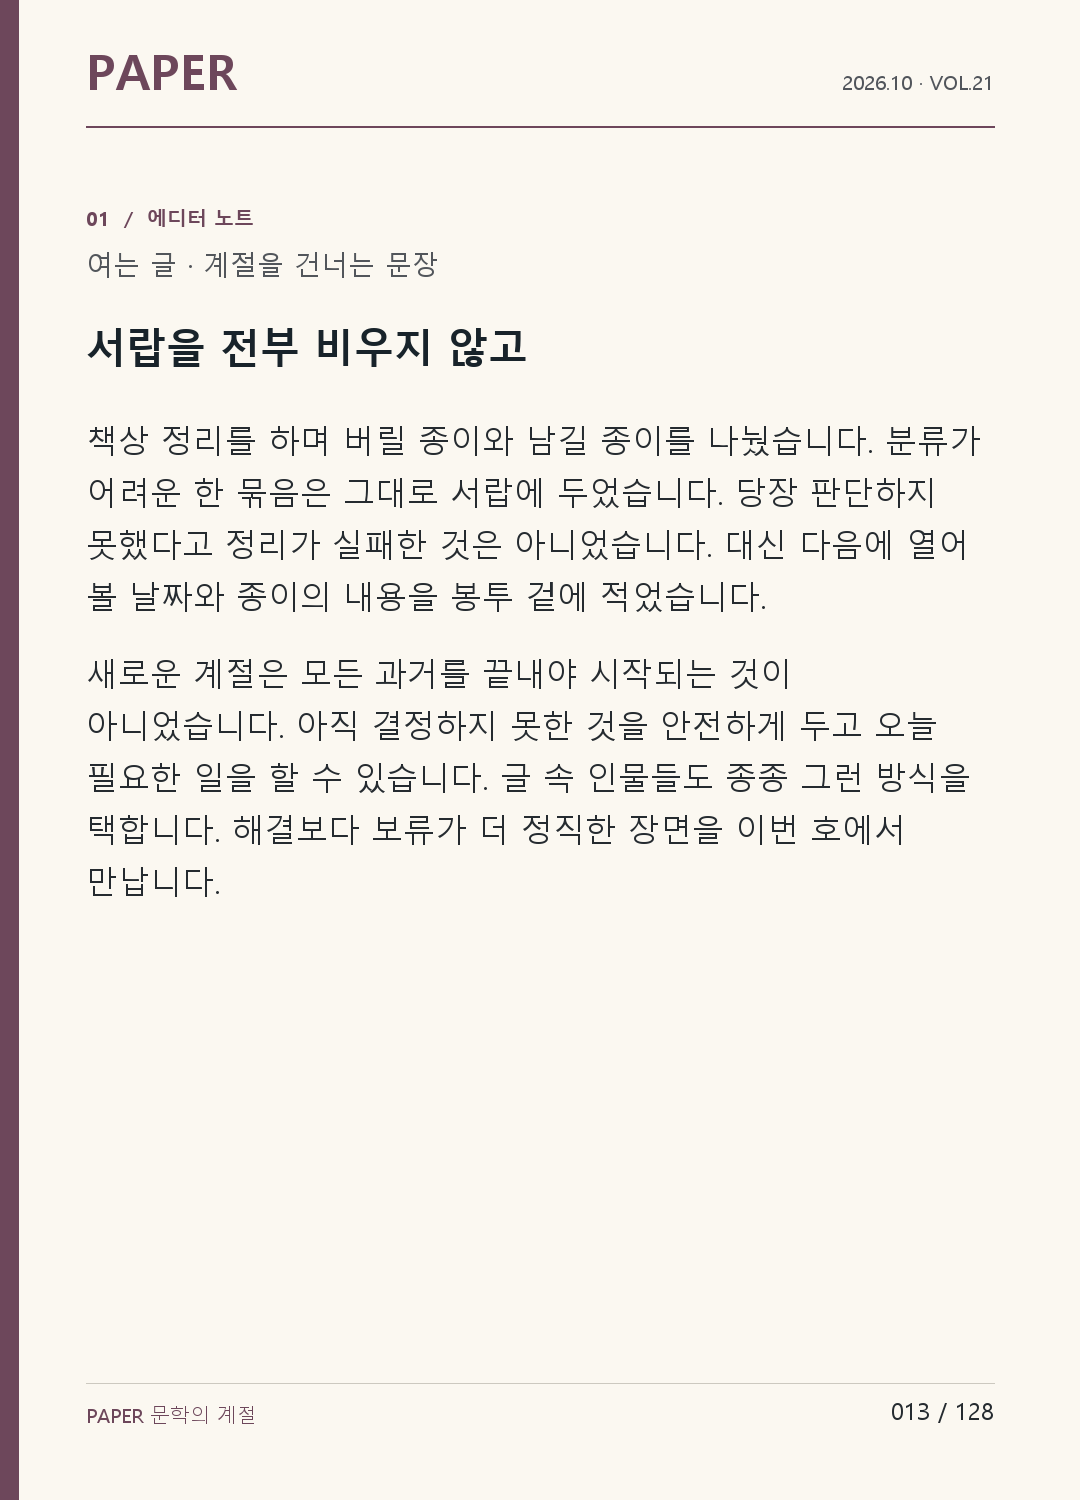 PAPER
2026.10 · VOL.21
01 / 에디터 노트
여는 글 · 계절을 건너는 문장
서랍을 전부 비우지 않고
책상 정리를 하며 버릴 종이와 남길 종이를 나눴습니다. 분류가
어려운 한 묶음은 그대로 서랍에 두었습니다. 당장 판단하지
못했다고 정리가 실패한 것은 아니었습니다. 대신 다음에 열어
볼 날짜와 종이의 내용을 봉투 겉에 적었습니다.
새로운 계절은 모든 과거를 끝내야 시작되는 것이
아니었습니다. 아직 결정하지 못한 것을 안전하게 두고 오늘
필요한 일을 할 수 있습니다. 글 속 인물들도 종종 그런 방식을
택합니다. 해결보다 보류가 더 정직한 장면을 이번 호에서
만납니다.
PAPER 문학의 계절
013 / 128